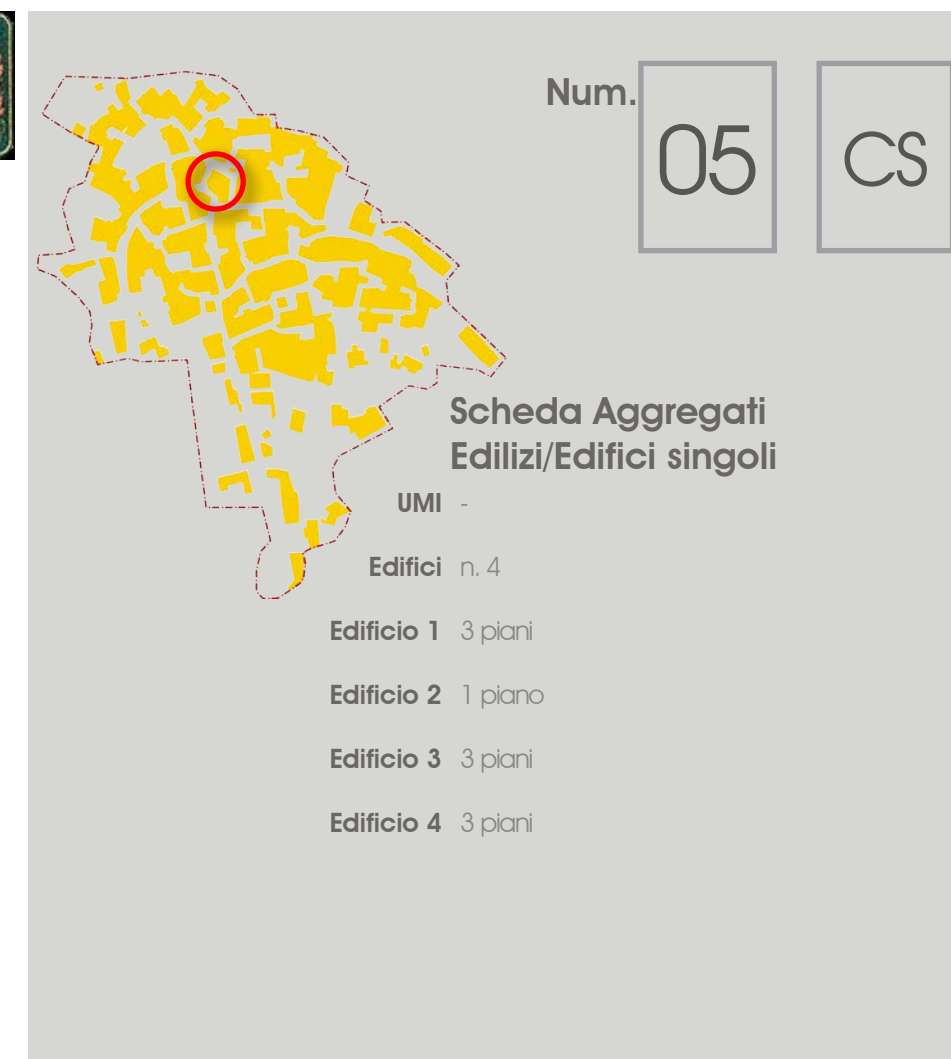 Num.
05
CS
Scheda Aggregati
Edilizi/Edifici singoli
UMI -
Edifici n. 4
Edificio 1 3 piani
Edificio 2 1 piano
Edificio 3 3 piani
Edificio 4 3 piani